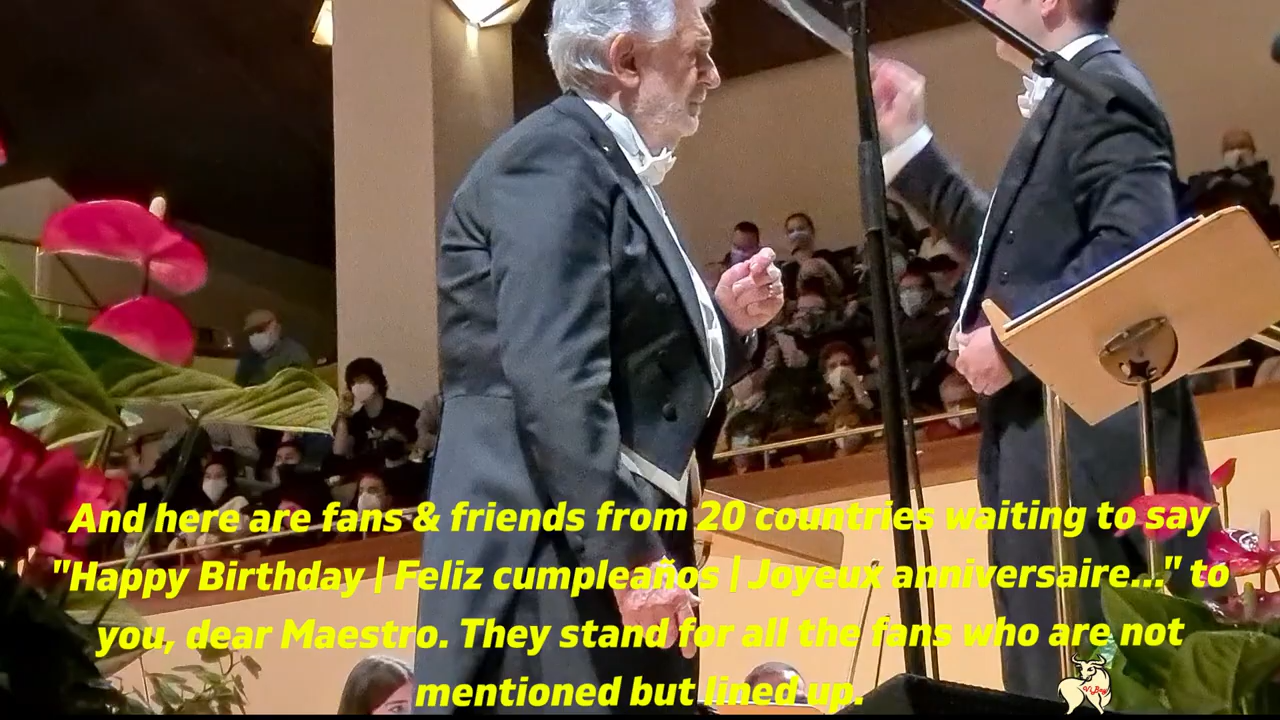 And here are fans & friends from 20 countries waiting to say
"Happy Birthday | Feliz cumpleaños | Joyeux anniversaire..." to
you, dear Maestro. They stand for all the fans who are not
mentioned but lined up.